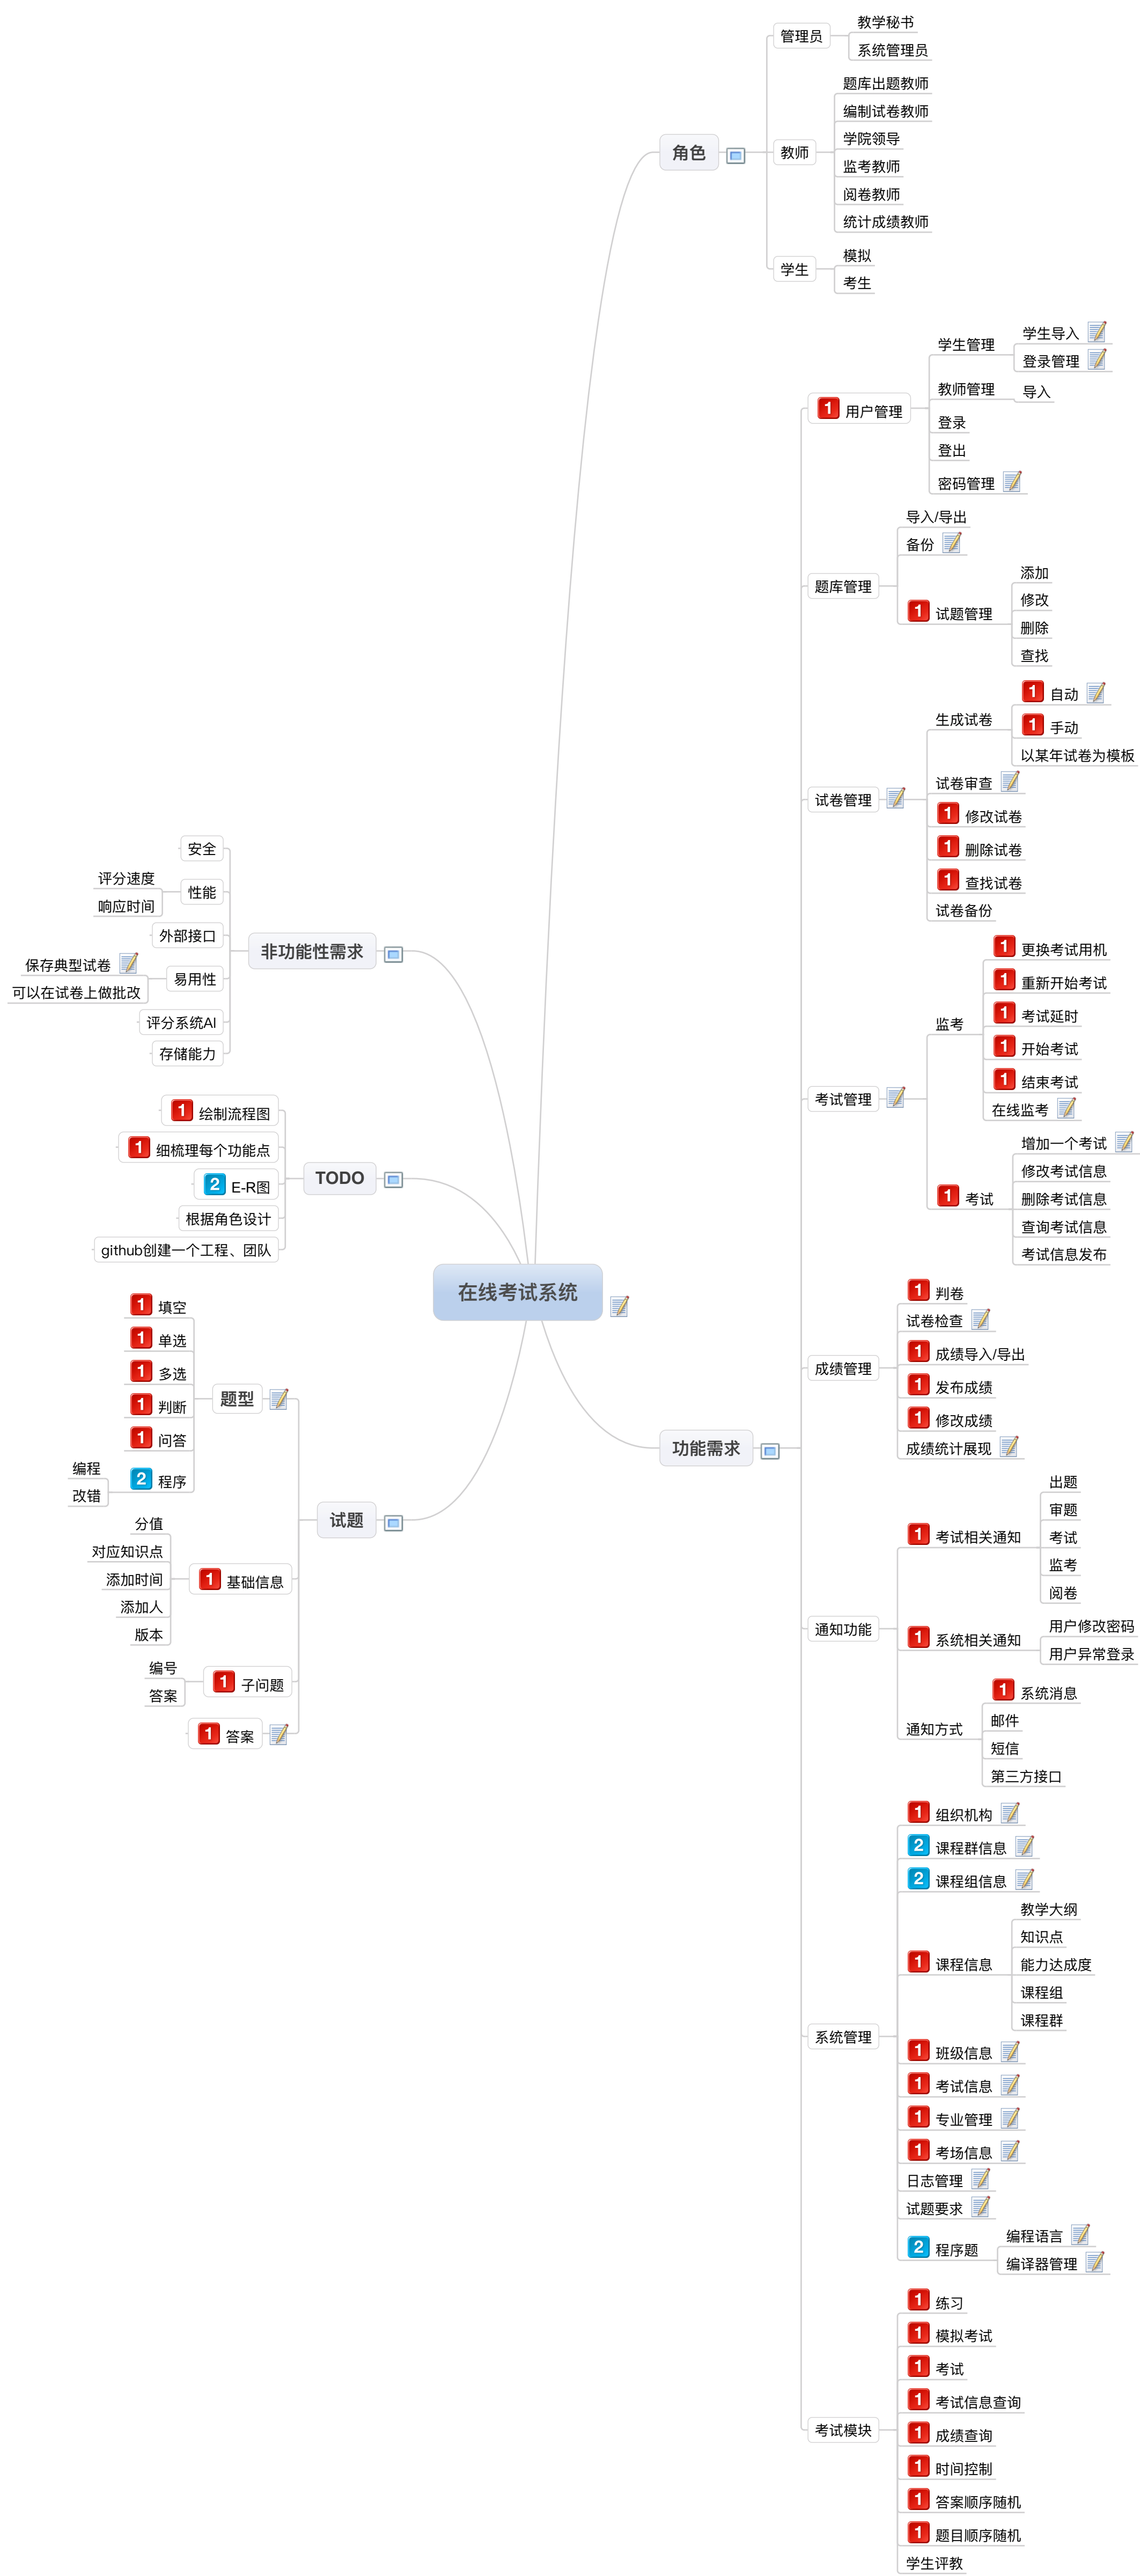 在线考试系统
角色
管理员
教学秘书
系统管理员
教师
题库出题教师
编制试卷教师
学院领导
监考教师
阅卷教师
统计成绩教师
学生
模拟
考生
功能需求
1 用户管理
学生管理
学生导入
登录管理
教师管理
导入
登录
登出
密码管理
题库管理
导入/导出
备份
1 试题管理
添加
修改
删除
查找
试卷管理
生成试卷
1 自动
1 手动
以某年试卷为模板
试卷审查
1 修改试卷
1 删除试卷
1 查找试卷
试卷备份
考试管理
监考
1 更换考试用机
1 重新开始考试
1 考试延时
1 开始考试
1 结束考试
在线监考
1 考试
增加一个考试
修改考试信息
删除考试信息
查询考试信息
考试信息发布
成绩管理
1 判卷
试卷检查
1 成绩导入/导出
1 发布成绩
1 修改成绩
成绩统计展现
通知功能
1 考试相关通知
出题
审题
考试
监考
阅卷
1 系统相关通知
用户修改密码
用户异常登录
通知方式
1 系统消息
邮件
短信
第三方接口
系统管理
1 组织机构
2 课程群信息
2 课程组信息
1 课程信息
教学大纲
知识点
能力达成度
课程组
课程群
1 班级信息
1 考试信息
1 专业管理
1 考场信息
日志管理
试题要求
2 程序题
编程语言
编译器管理
考试模块
1 练习
1 模拟考试
1 考试
1 考试信息查询
1 成绩查询
1 时间控制
1 答案顺序随机
1 题目顺序随机
学生评教
非功能性需求
安全
性能
评分速度
响应时间
外部接口
易用性
保存典型试卷
可以在试卷上做批改
评分系统AI
存储能力
TODO
1 绘制流程图
1 细梳理每个功能点
2 E-R图
根据角色设计
github创建一个工程、团队
试题
题型
1 填空
1 单选
1 多选
1 判断
1 问答
2 程序
编程
改错
1 基础信息
分值
对应知识点
添加时间
添加人
版本
1 子问题
编号
答案
1 答案